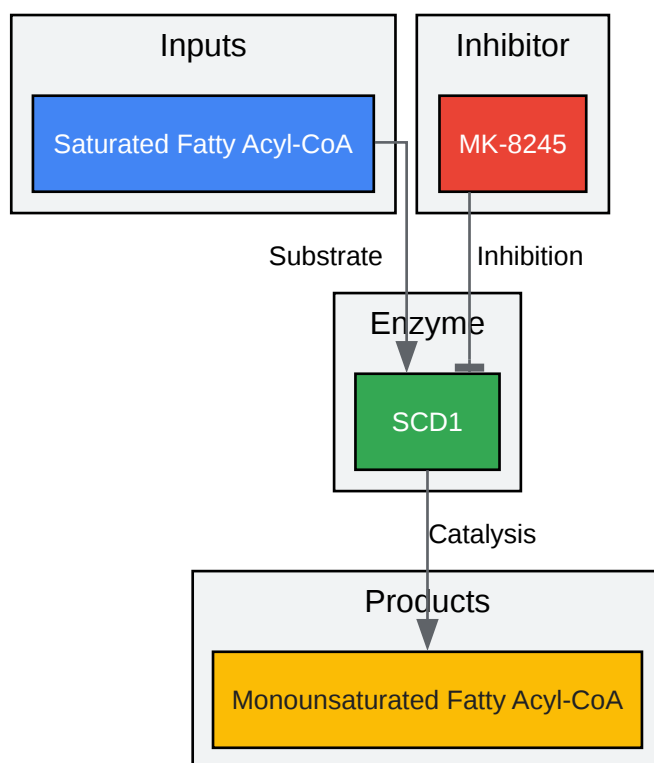 Inputs
Inhibitor
Saturated Fatty Acyl-CoA
MK-8245
Substrate
Inhibition
Enzyme
SCD1
Catalysis
Products
Monounsaturated Fatty Acyl-CoA